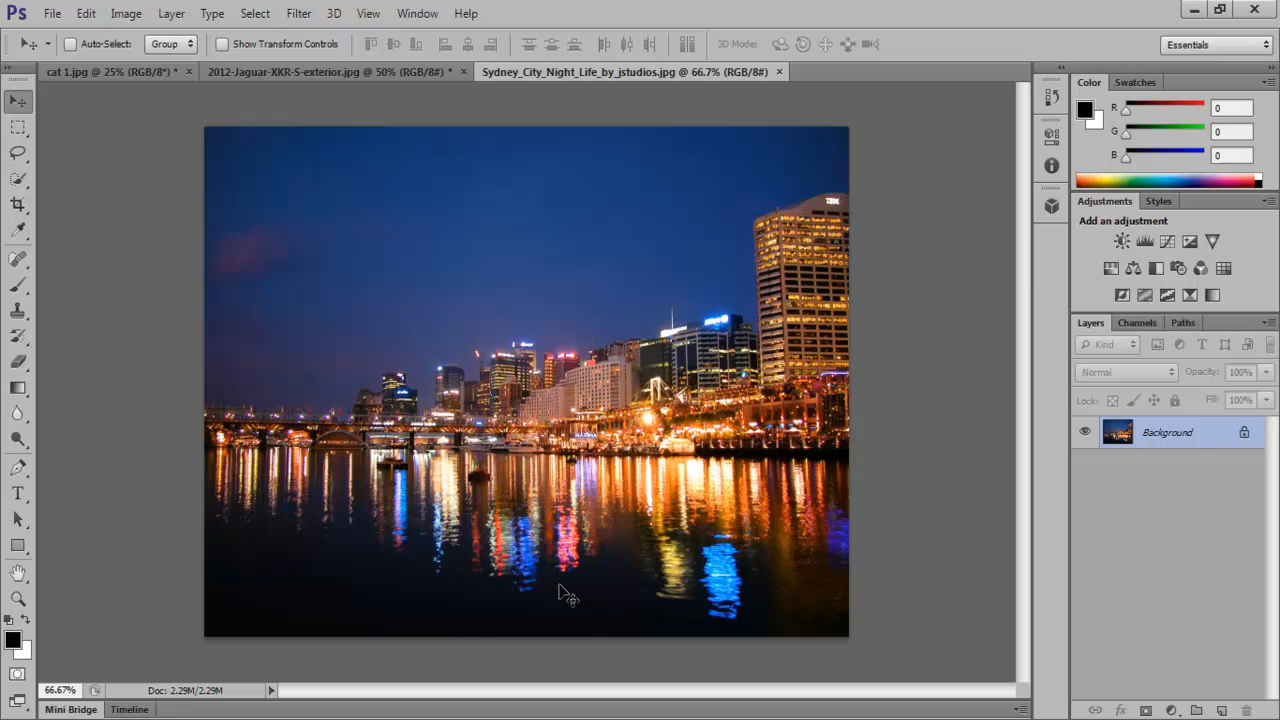 Ps File Edit Image Layer Type Select Filter 3D View Window Help
Auto-Select: Group Show Transform Controls 3D Mode: Essentials
cat 1.jpg @ 25% (RGB/8*) * × 2012-Jaguar-XKR-S-exterior.jpg @ 50% (RGB/8#) * × Sydney_City_Night_Life_by_jstudios.jpg @ 66.7% (RGB/8#) ×
Color Swatches
R 0
G 0
B 0
Adjustments Styles
Add an adjustment
IBM
Layers Channels Paths
Kind
Normal Opacity: 100%
Lock: Fill: 100%
Background
T
66.67% Doc: 2.29M/2.29M
Mini Bridge Timeline
fx